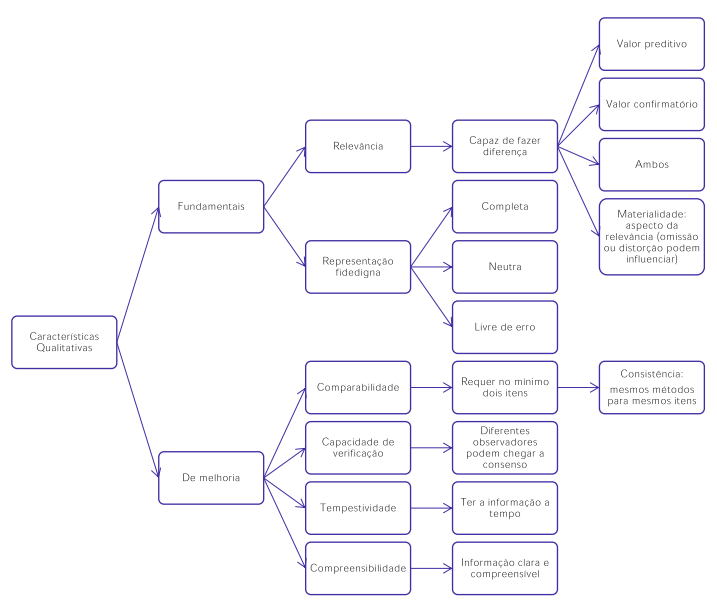 Características
Qualitativas
Fundamentais
Relevância
Capaz de fazer
diferença
Valor preditivo
Valor confirmatório
Ambos
Materialidade:
aspecto da
relevância (omissão
ou distorção podem
influenciar)
Representação
fidedigna
Completa
Neutra
Livre de erro
De melhoria
Comparabilidade
Requer no mínimo
dois itens
Consistência:
mesmos métodos
para mesmos itens
Capacidade de
verificação
Diferentes
observadores
podem chegar a
consenso
Tempestividade
Ter a informação a
tempo
Compreensibilidade
Informação clara e
compreensível